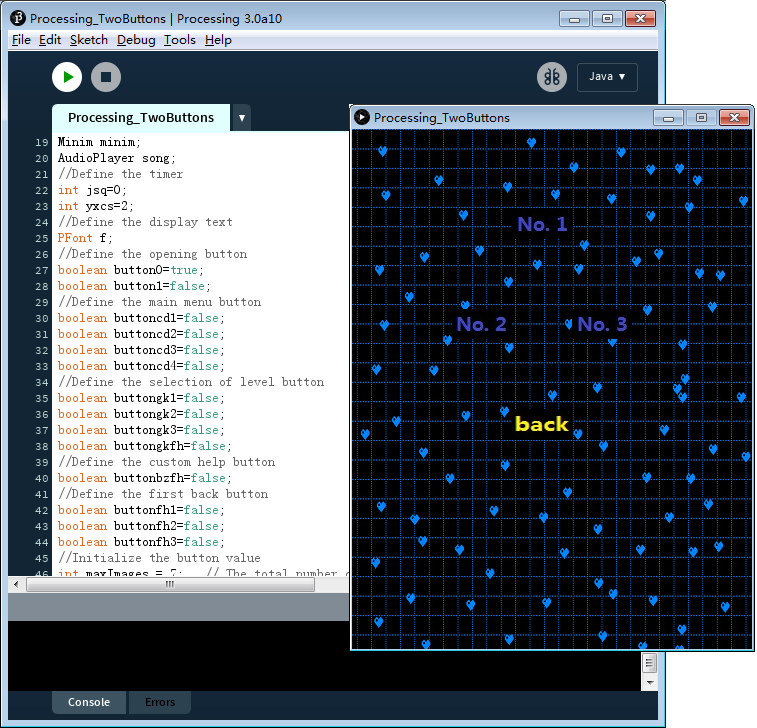 Processing_TwoButtons | Processing 3.0a10
File Edit Sketch Debug Tools Help
Java ▾
Processing_TwoButtons ▾
19 Minim minim;
20 AudioPlayer song;
21 //Define the timer
22 int jsq=0;
23 int yxcs=2;
24 //Define the display text
25 PFont f;
26 //Define the opening button
27 boolean button0=true;
28 boolean button1=false;
29 //Define the main menu button
30 boolean buttoncd1=false;
31 boolean buttoncd2=false;
32 boolean buttoncd3=false;
33 boolean buttoncd4=false;
34 //Define the selection of level button
35 boolean buttongk1=false;
36 boolean buttongk2=false;
37 boolean buttongk3=false;
38 boolean buttongkfh=false;
39 //Define the custom help button
40 boolean buttonbzfh=false;
41 //Define the first back button
42 boolean buttonfh1=false;
43 boolean buttonfh2=false;
44 boolean buttonfh3=false;
45 //Initialize the button value
46 int maxImages = 7; // The total number
Console Errors
Processing_TwoButtons
No. 1
No. 2 No. 3
back